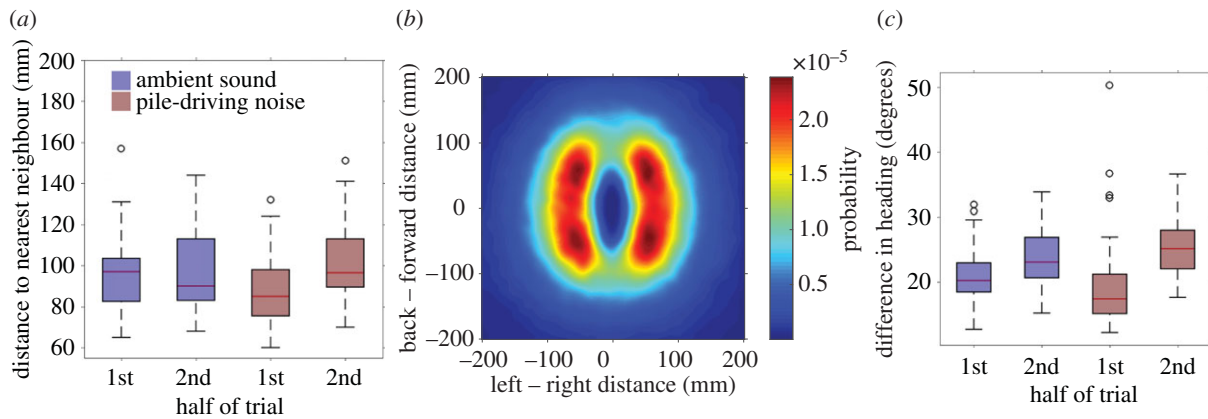 (a)
distance to nearest neighbour (mm)
200
180
160
140
120
100
80
60
ambient sound
pile-driving noise
1st 2nd 1st 2nd
half of trial
(b)
back – forward distance (mm)
200
100
0
−100
−200
−200 −100 0 100 200
left – right distance (mm)
×10⁻⁵
2.0
1.5
1.0
0.5
probability
(c)
difference in heading (degrees)
50
40
30
20
1st 2nd 1st 2nd
half of trial